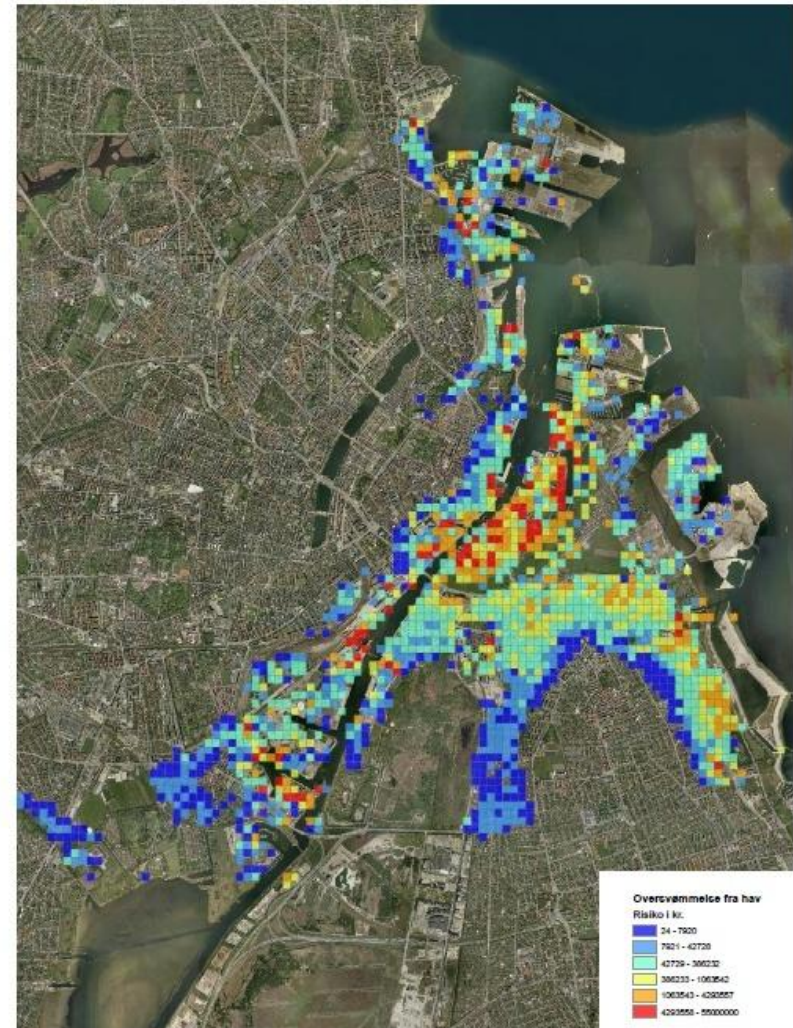 Oversvømmelse fra hav
Risiko i kr.
24 - 7920
7921 - 42728
42729 - 386232
386233 - 1063542
1063543 - 4293557
4293558 - 55000000